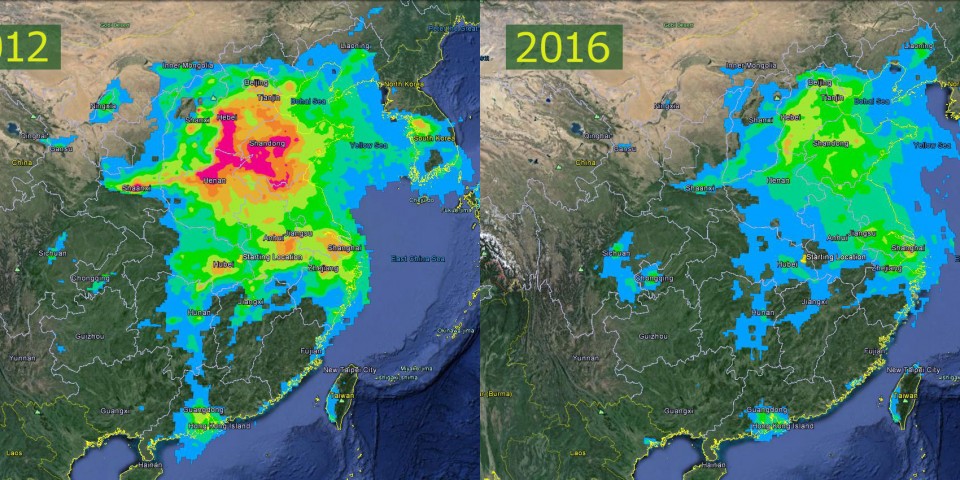 012
Inner Mongolia
Liaoning
Beijing
Tianjin
Bohai Sea
North Korea
Ningxia
Shanxi
Hebei
Shandong
South Korea
Yellow Sea
Gansu
China
Henan
Shaanxi
Anhui
Jiangsu
Shanghai
Sichuan
Starting Location
Hubei
Zhejiang
East China Sea
Chongqing
Jiangxi
Hunan
Guizhou
Fujian
Yunnan
New Taipei City
Taiwan
Guangxi
Guangdong
Hong Kong Island
Laos
Hainan
2016
Liaoning
Inner Mongolia
Beijing
Tianjin
Bohai Sea
Ningxia
Shanxi
Hebei
Shandong
Yellow Sea
Gansu
China
Henan
Shaanxi
Anhui
Jiangsu
Shanghai
Sichuan
Starting Location
Hubei
Zhejiang
Chongqing
Jiangxi
Hunan
Guizhou
Fujian
Yunnan
New Taipei City
Taiwan
(Burma)
Guangxi
Guangdong
Hong Kong Island
Laos
Hainan